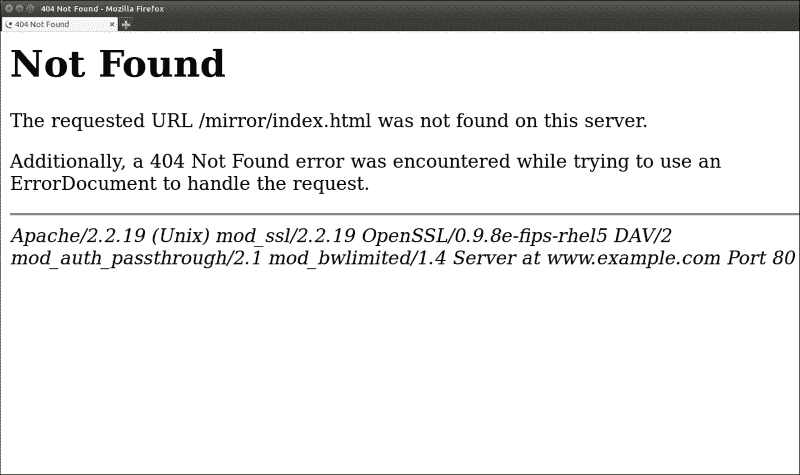 404 Not Found - Mozilla Firefox
404 Not Found
Not Found
The requested URL /mirror/index.html was not found on this server.
Additionally, a 404 Not Found error was encountered while trying to use an
ErrorDocument to handle the request.
Apache/2.2.19 (Unix) mod_ssl/2.2.19 OpenSSL/0.9.8e-fips-rhel5 DAV/2
mod_auth_passthrough/2.1 mod_bwlimited/1.4 Server at www.example.com Port 80